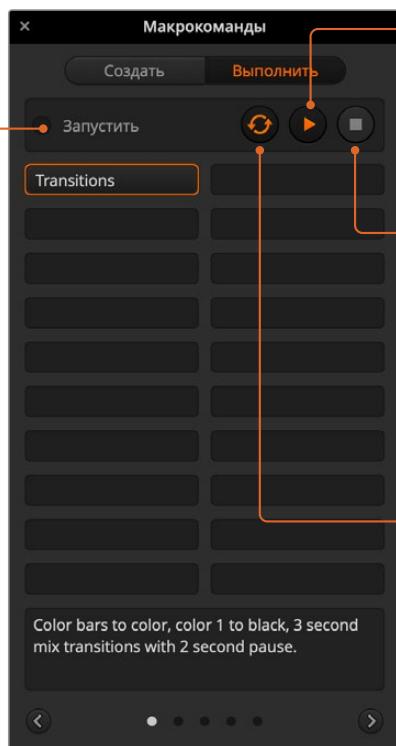 Макрокоманды
Создать
Выполнить
Запустить
Transitions
Color bars to color, color 1 to black, 3 second
mix transitions with 2 second pause.